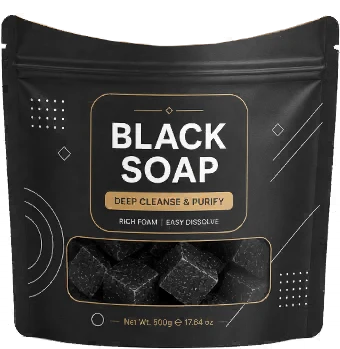 BLACK
SOAP
DEEP CLEANSE & PURIFY
RICH FOAM | EASY DISSOLVE
Net Wt. 500g ℮ 17.64 oz